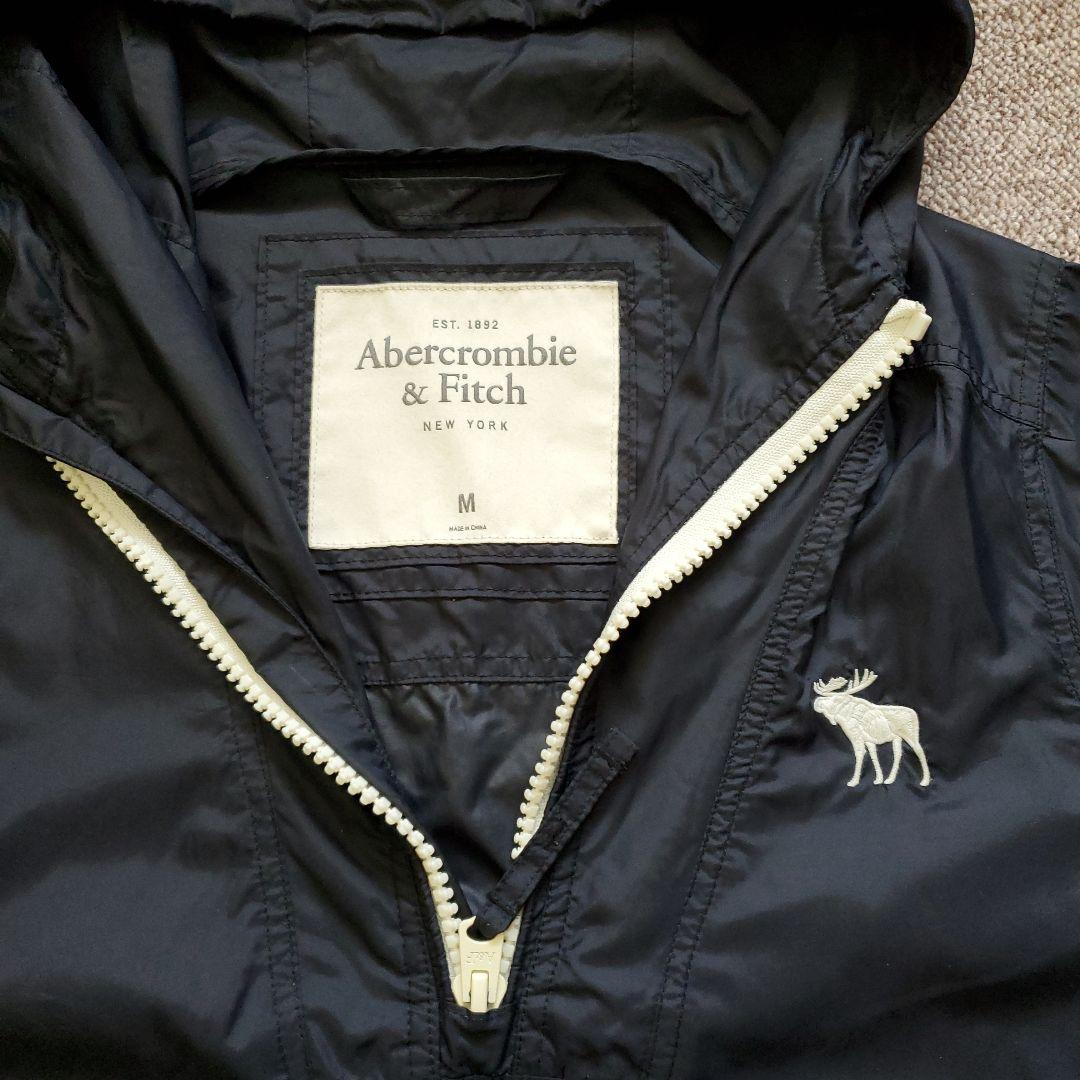 EST. 1892
Abercrombie
& Fitch
NEW YORK
M
MADE IN CHINA
A&F